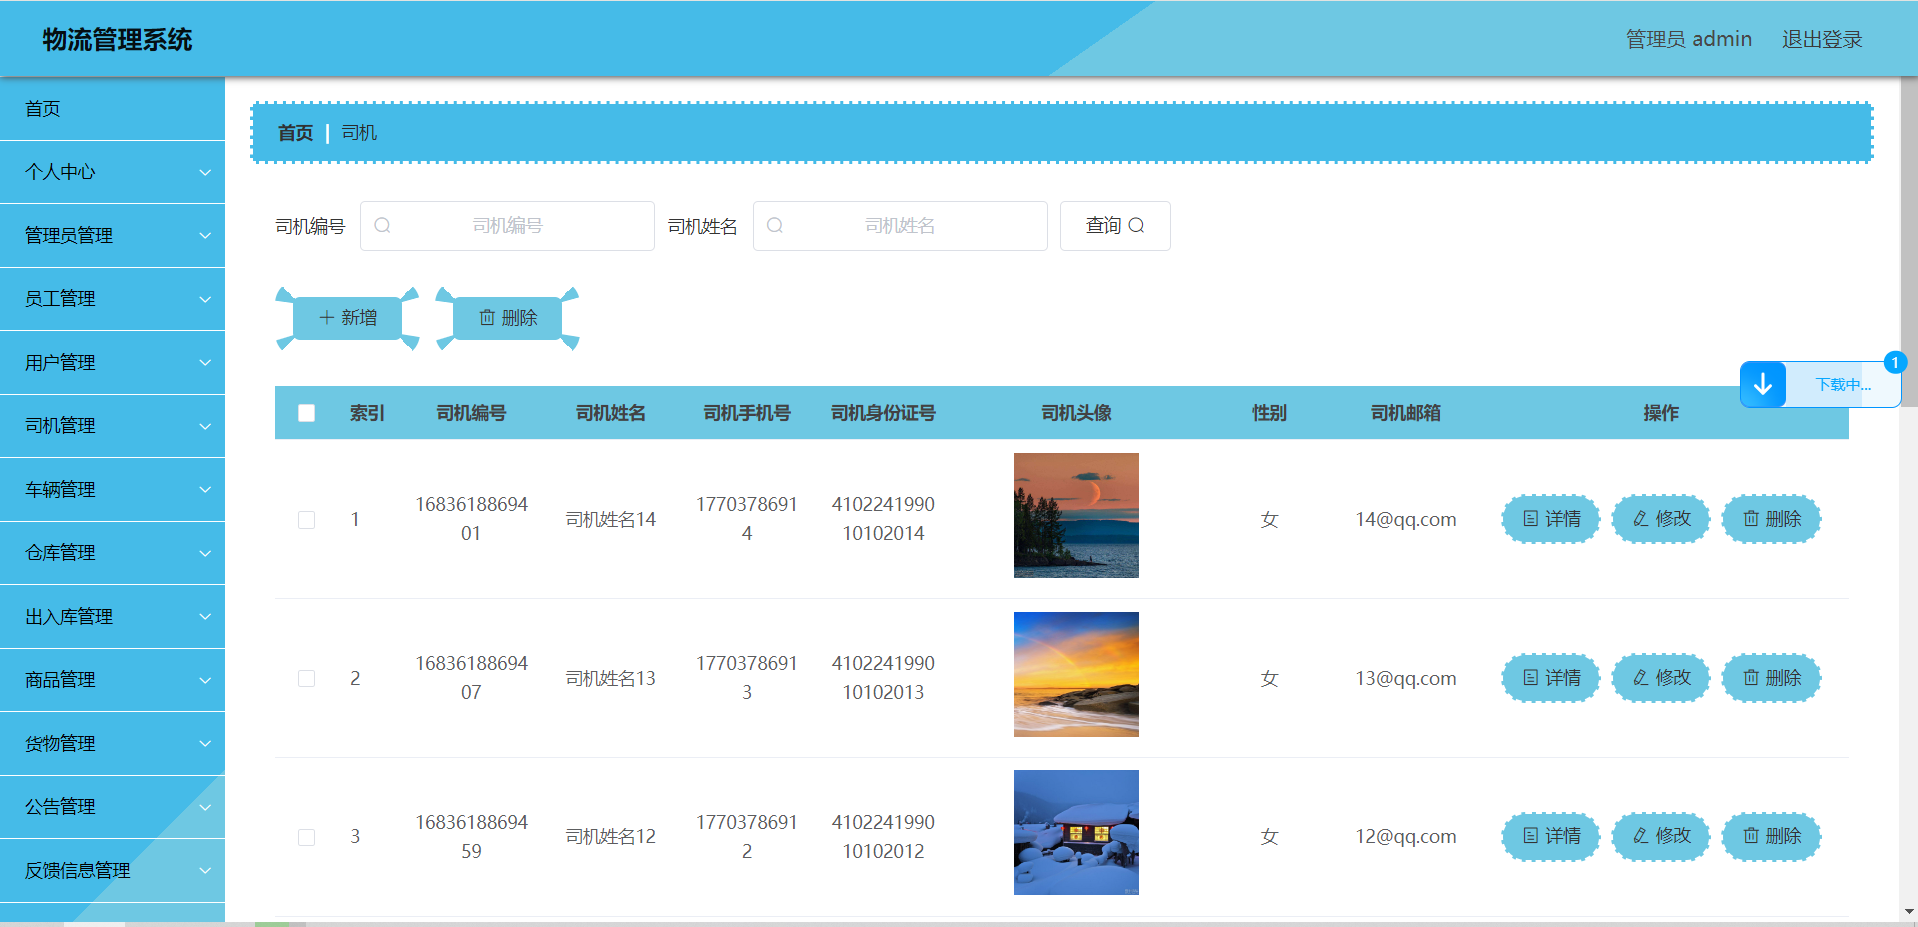 物流管理系统
管理员 admin 退出登录
首页
个人中心
管理员管理
员工管理
用户管理
司机管理
车辆管理
仓库管理
出入库管理
商品管理
货物管理
公告管理
反馈信息管理
首页 | 司机
司机编号 司机编号 司机姓名 司机姓名 查询
新增 删除
1
下载中...
索引 司机编号 司机姓名 司机手机号 司机身份证号 司机头像 性别 司机邮箱 操作
1 16836188694 司机姓名14 1770378691 4102241990 女 14@qq.com 详情 修改 删除
01 4 10102014
2 16836188694 司机姓名13 1770378691 4102241990 女 13@qq.com 详情 修改 删除
07 3 10102013
3 16836188694 司机姓名12 1770378691 4102241990 女 12@qq.com 详情 修改 删除
59 2 10102012